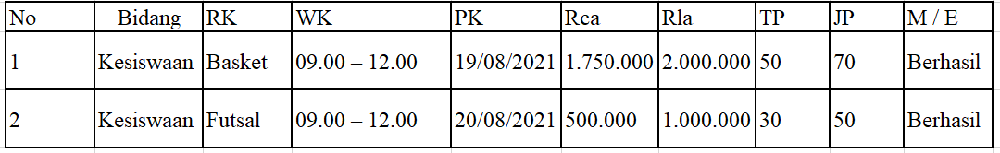 No Bidang RK WK PK Rca Rla TP JP M / E
1 Kesiswaan Basket 09.00 – 12.00 19/08/2021 1.750.000 2.000.000 50 70 Berhasil
2 Kesiswaan Futsal 09.00 – 12.00 20/08/2021 500.000 1.000.000 30 50 Berhasil